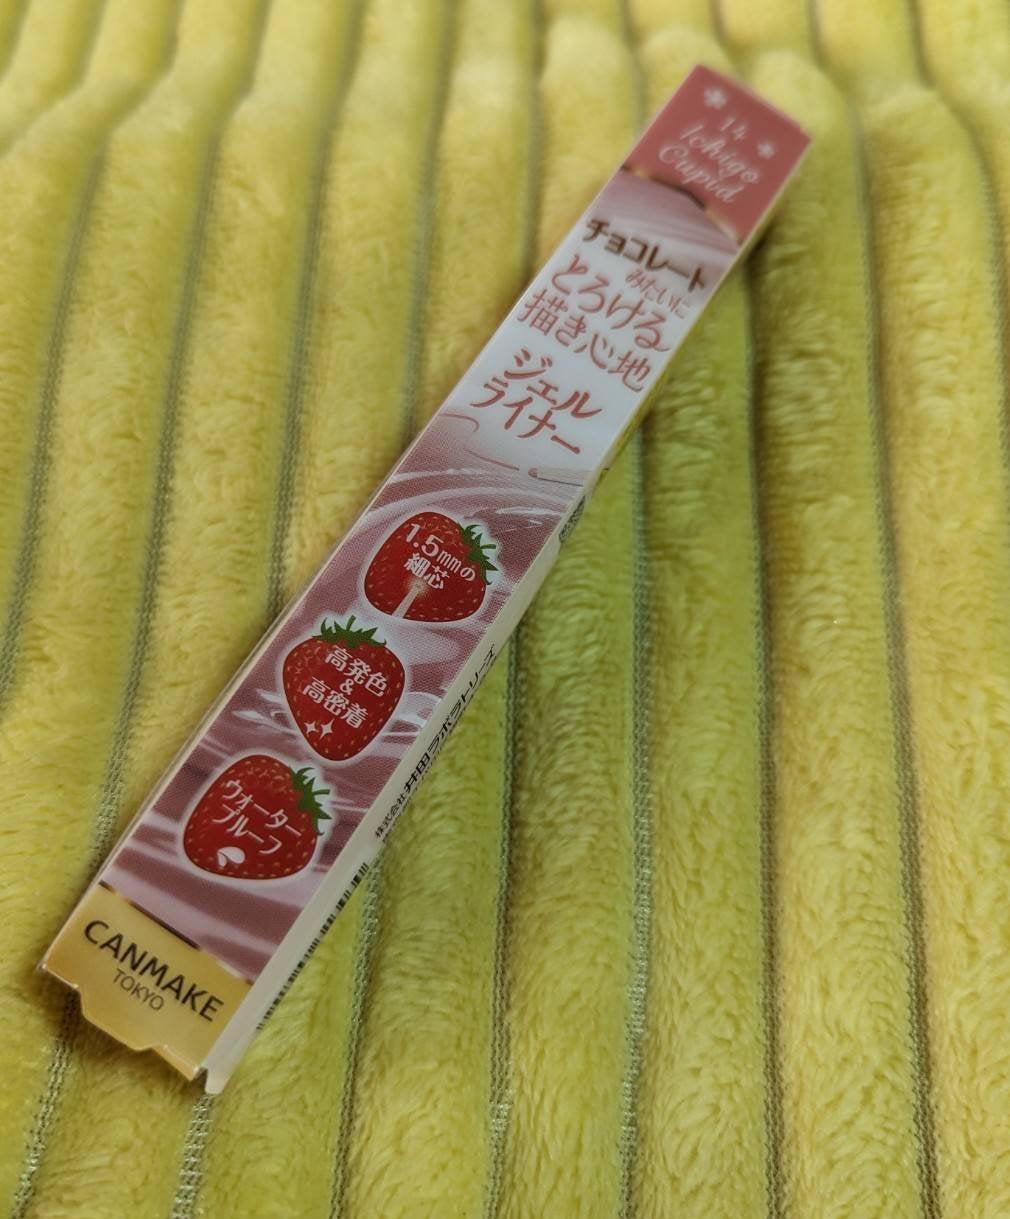 14
Ichigo
Cupid
チョコレート
みたいに
とろける
描き心地
ジェル
ライナー
1.5mmの
細芯
高発色
&
高密着
ウォーター
プルーフ
CANMAKE
TOKYO
株式会社井田ラボラトリーズ